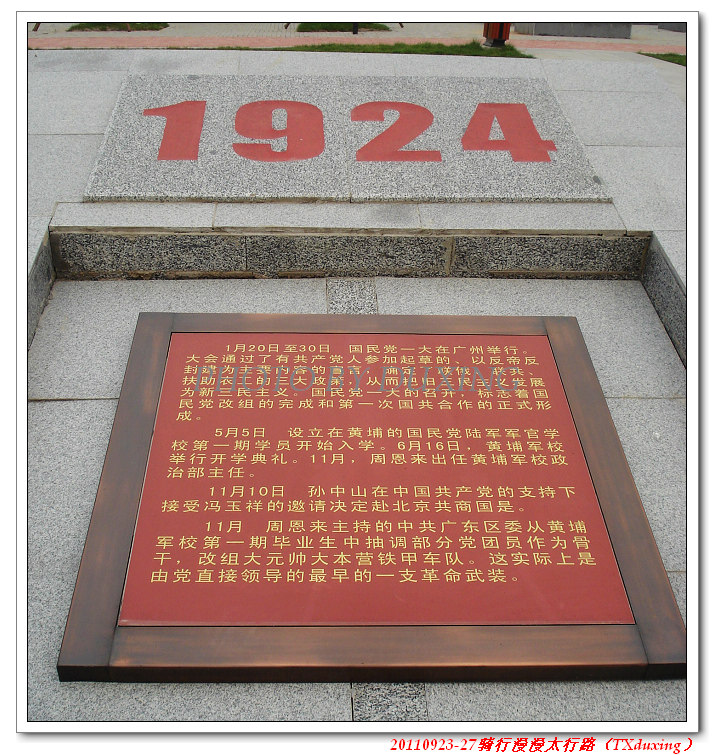 1924
1月20日至30日　国民党一大在广州举行。
大会通过了有共产党人参加起草的、以反帝反
封建为主要内容的宣言，确定了联俄、联共、
扶助农工的三大政策，从而把旧三民主义发展
为新三民主义。国民党一大的召开，标志着国
民党改组的完成和第一次国共合作的正式形
成。
5月5日　设立在黄埔的国民党陆军军官学
校第一期学员开始入学。6月16日，黄埔军校
举行开学典礼。11月，周恩来出任黄埔军校政
治部主任。
11月10日　孙中山在中国共产党的支持下
接受冯玉祥的邀请决定赴北京共商国是。
11月　周恩来主持的中共广东区委从黄埔
军校第一期毕业生中抽调部分党团员作为骨
干，改组大元帅大本营铁甲车队。这实际上是
由党直接领导的最早的一支革命武装。
20110923-27骑行漫漫太行路（TXduxing）